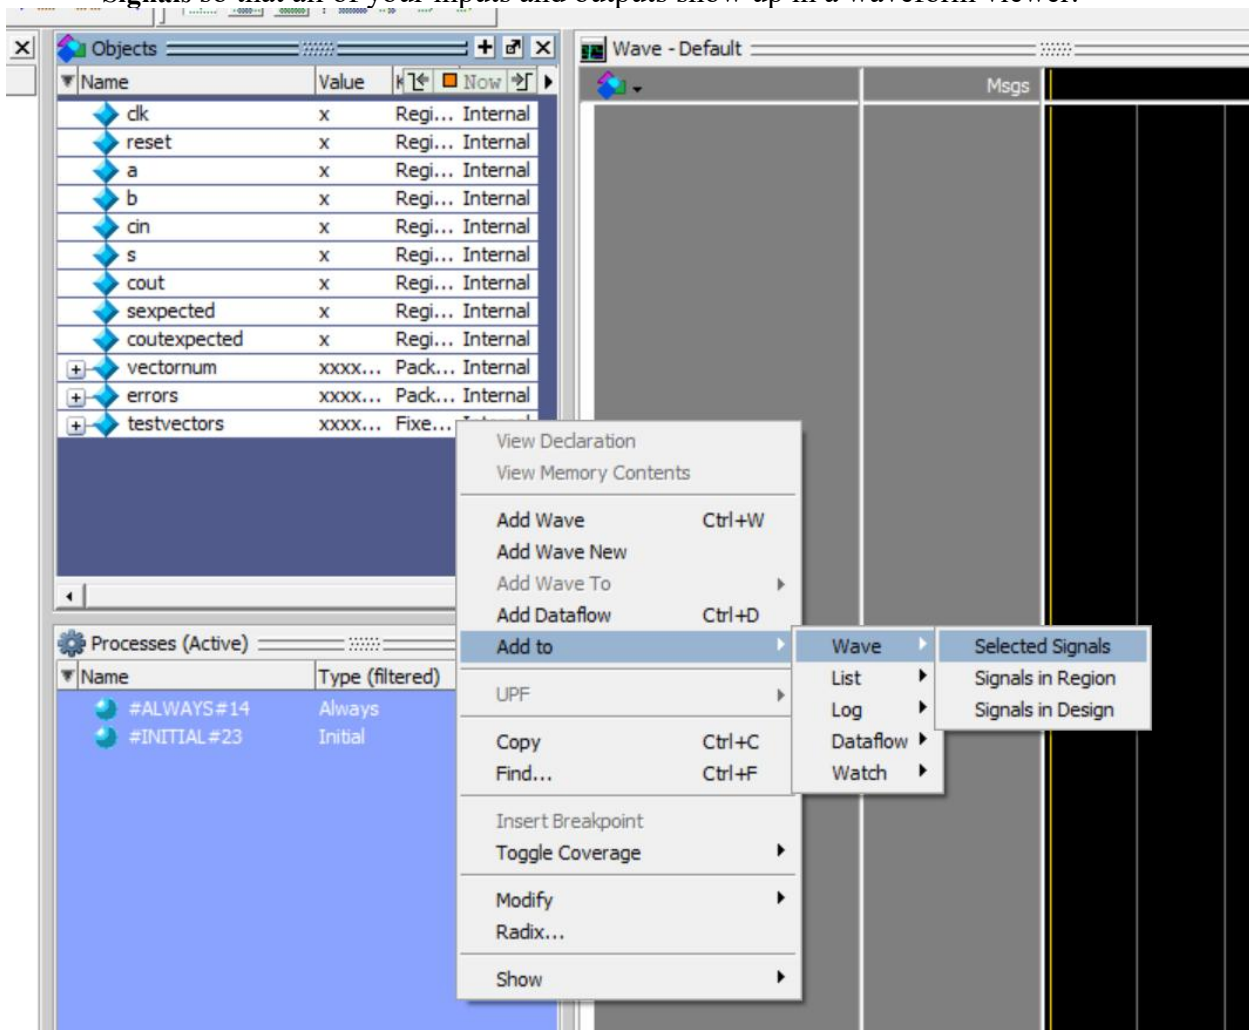 Signals so that all of your inputs and outputs show up in a waveform viewer.
Objects
Name Value K Now
clk x Regi... Internal
reset x Regi... Internal
a x Regi... Internal
b x Regi... Internal
cin x Regi... Internal
s x Regi... Internal
cout x Regi... Internal
sexpected x Regi... Internal
coutexpected x Regi... Internal
vectornum xxxx... Pack... Internal
errors xxxx... Pack... Internal
testvectors xxxx... Fixe...
Processes (Active)
Name Type (filtered)
#ALWAYS#14 Always
#INITIAL#23 Initial
View Declaration
View Memory Contents
Add Wave Ctrl+W
Add Wave New
Add Wave To
Add Dataflow Ctrl+D
Add to
UPF
Copy Ctrl+C
Find... Ctrl+F
Insert Breakpoint
Toggle Coverage
Modify
Radix...
Show
Wave
List
Log
Dataflow
Watch
Selected Signals
Signals in Region
Signals in Design
Wave - Default
Msgs